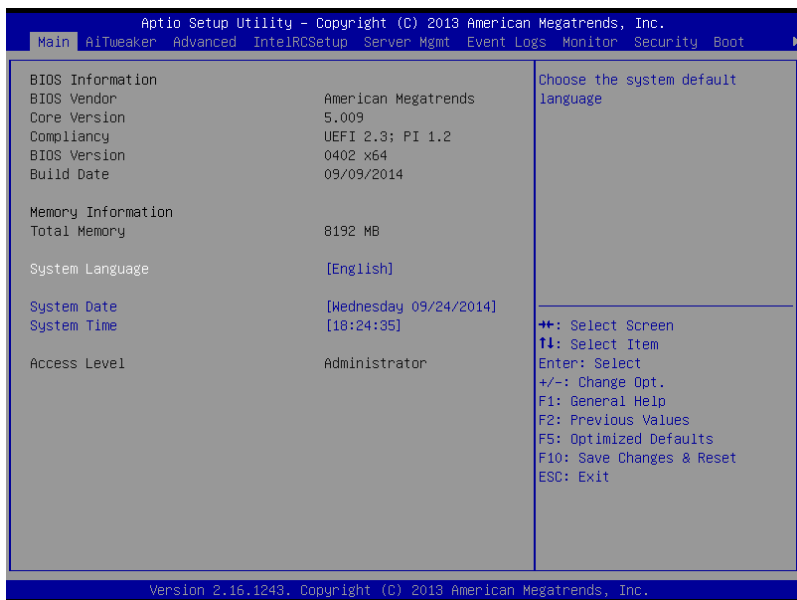 Aptio Setup Utility – Copyright (C) 2013 American Megatrends, Inc.
Main AiTweaker Advanced IntelRCSetup Server Mgmt Event Logs Monitor Security Boot
BIOS Information
BIOS Vendor American Megatrends
Core Version 5.009
Compliancy UEFI 2.3; PI 1.2
BIOS Version 0402 x64
Build Date 09/09/2014
Memory Information
Total Memory 8192 MB
System Language [English]
System Date [Wednesday 09/24/2014]
System Time [18:24:35]
Access Level Administrator
Choose the system default
language
→←: Select Screen
↑↓: Select Item
Enter: Select
+/-: Change Opt.
F1: General Help
F2: Previous Values
F5: Optimized Defaults
F10: Save Changes & Reset
ESC: Exit
Version 2.16.1243. Copyright (C) 2013 American Megatrends, Inc.